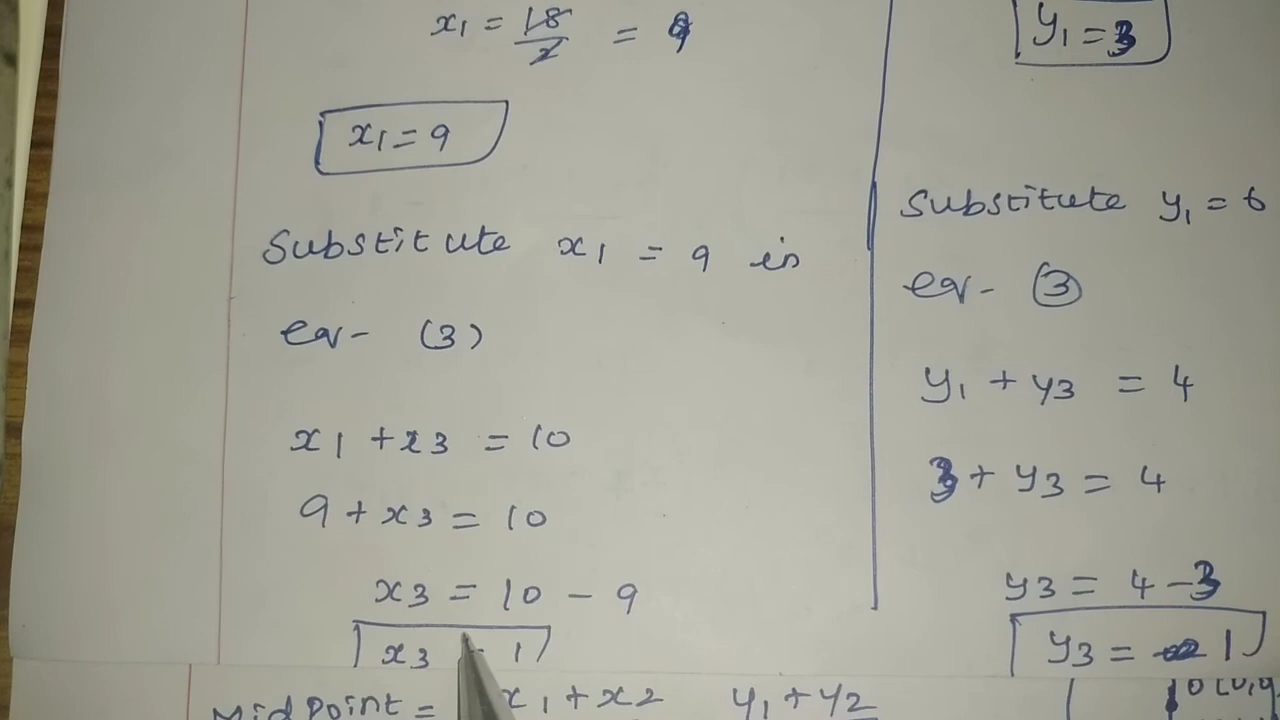 x1 = 18/2 = 9
x1 = 9
Substitute x1 = 9 in
eq- (3)
x1 + x3 = 10
9 + x3 = 10
x3 = 10 - 9
x3 = 1
y1 = 3
Substitute y1 = 6
eq- (3)
y1 + y3 = 4
3 + y3 = 4
y3 = 4 - 3
y3 = 1
Mid Point = x1 + x2 y1 + y2